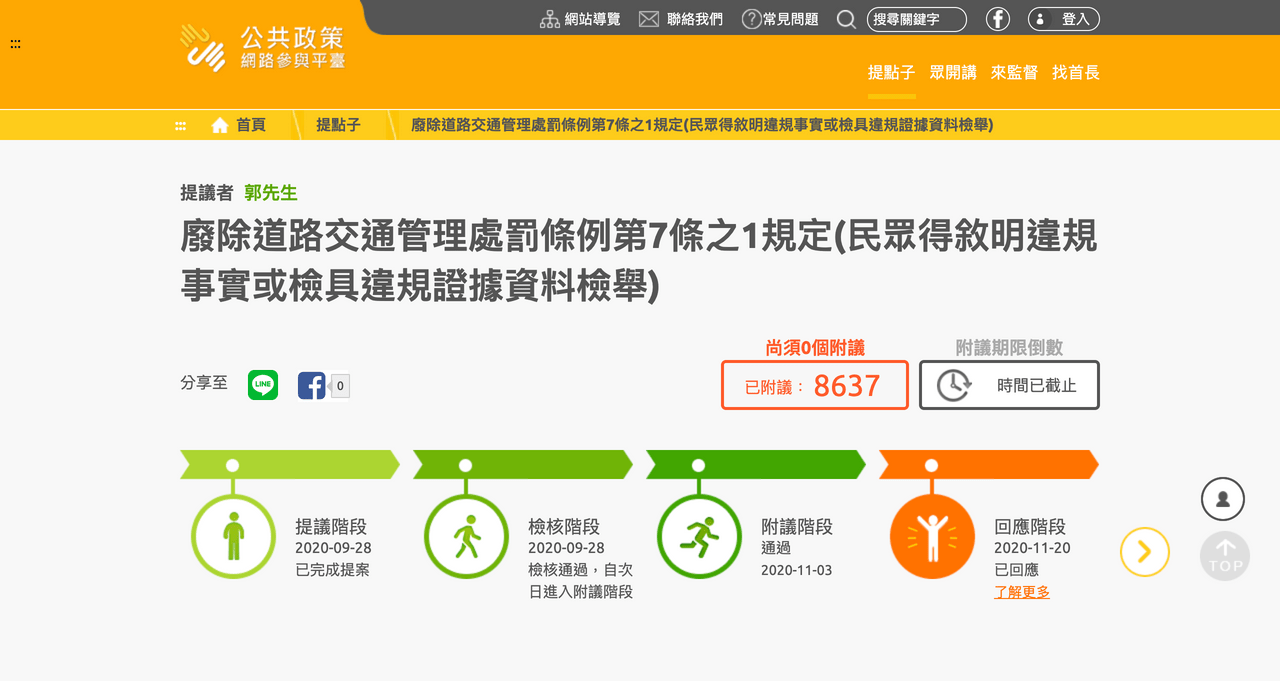 網站導覽
聯絡我們
常見問題
搜尋關鍵字
登入
:::
公共政策
網路參與平臺
提點子
眾開講
來監督
找首長
:::
首頁
提點子
廢除道路交通管理處罰條例第7條之1規定(民眾得敘明違規事實或檢具違規證據資料檢舉)
提議者 郭先生
廢除道路交通管理處罰條例第7條之1規定(民眾得敘明違規
事實或檢具違規證據資料檢舉)
尚須0個附議
附議期限倒數
分享至
LINE
0
已附議： 8637
時間已截止
提議階段
2020-09-28
已完成提案
檢核階段
2020-09-28
檢核通過，自次
日進入附議階段
附議階段
通過
2020-11-03
回應階段
2020-11-20
已回應
了解更多
TOP